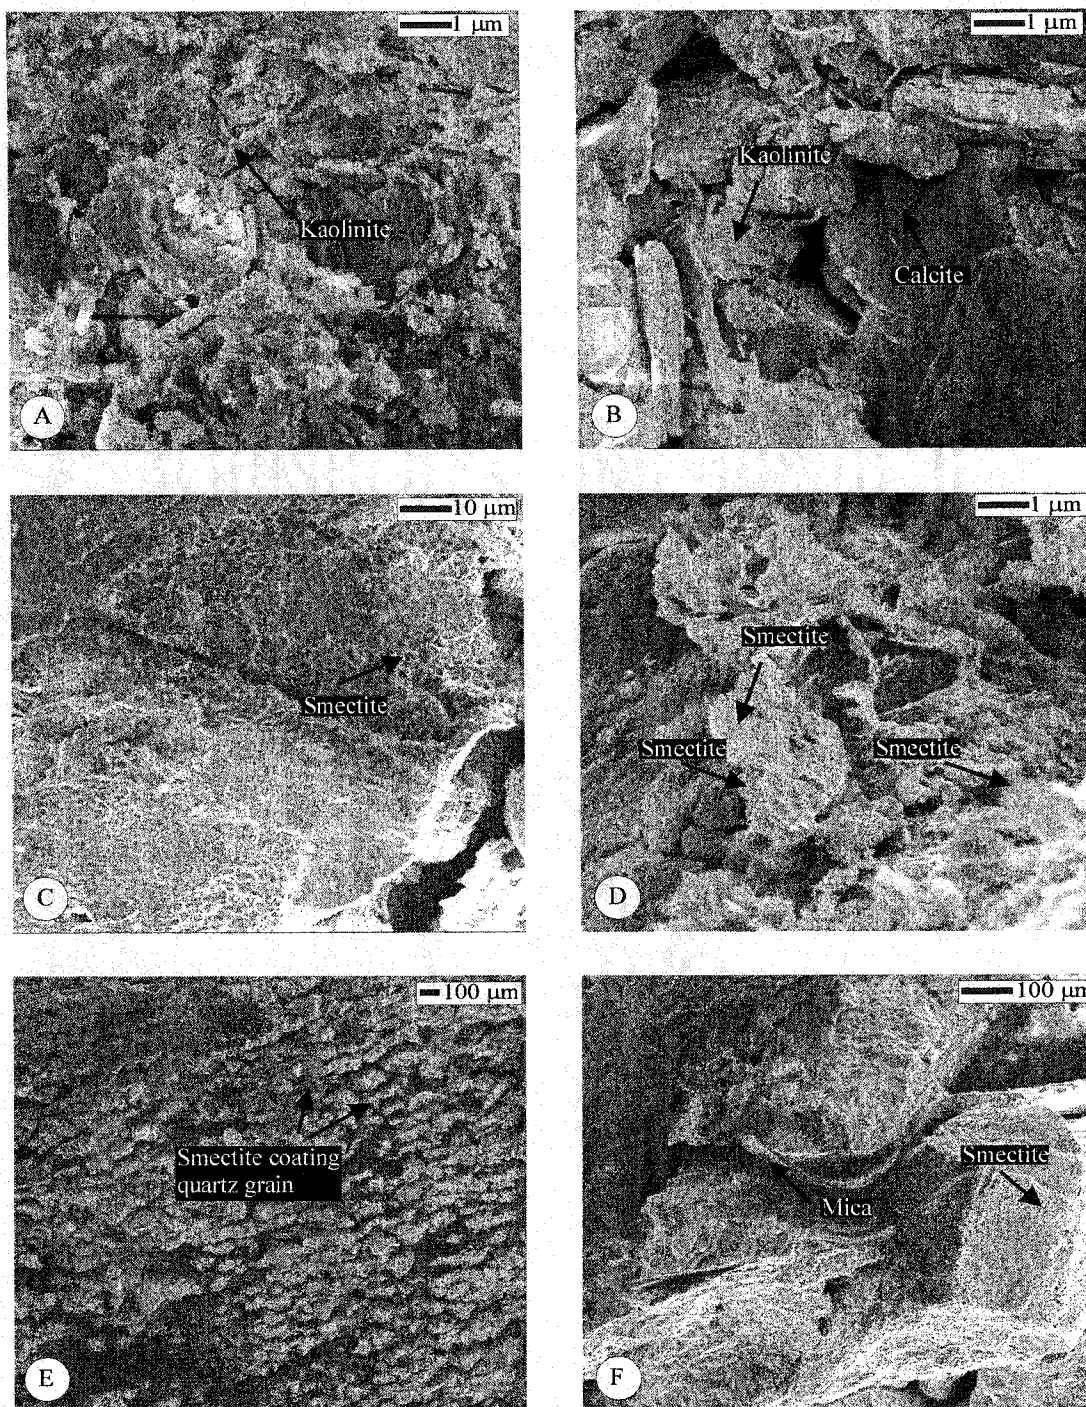 1 µm
Kaolinite
A
1 µm
Kaolinite
Calcite
B
10 µm
Smectite
C
1 µm
Smectite
Smectite
Smectite
D
100 µm
Smectite coating
quartz grain
E
100 µm
Smectite
Mica
F